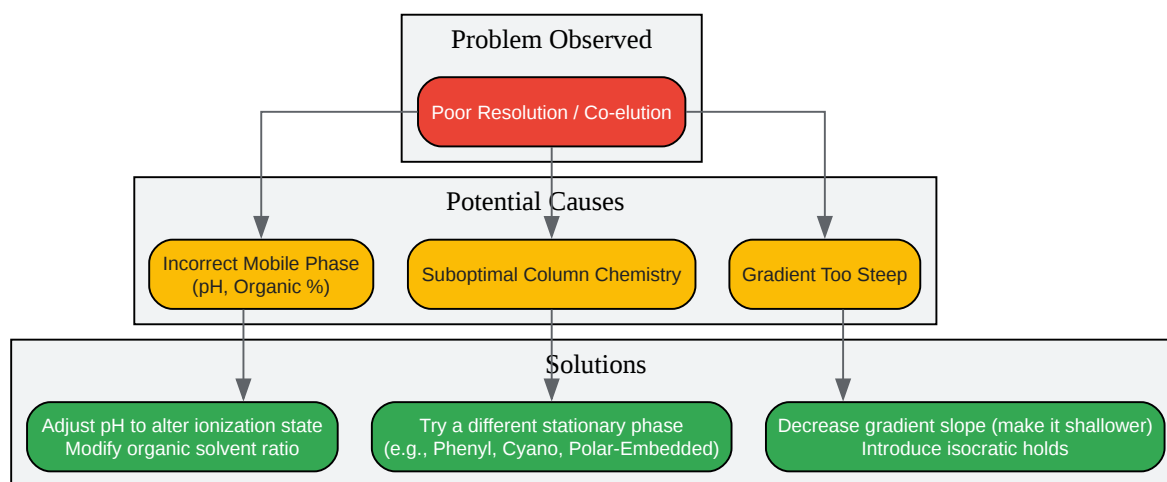 Problem Observed
Poor Resolution / Co-elution
Potential Causes
Incorrect Mobile Phase
(pH, Organic %)
Suboptimal Column Chemistry
Gradient Too Steep
Solutions
Adjust pH to alter ionization state
Modify organic solvent ratio
Try a different stationary phase
(e.g., Phenyl, Cyano, Polar-Embedded)
Decrease gradient slope (make it shallower)
Introduce isocratic holds